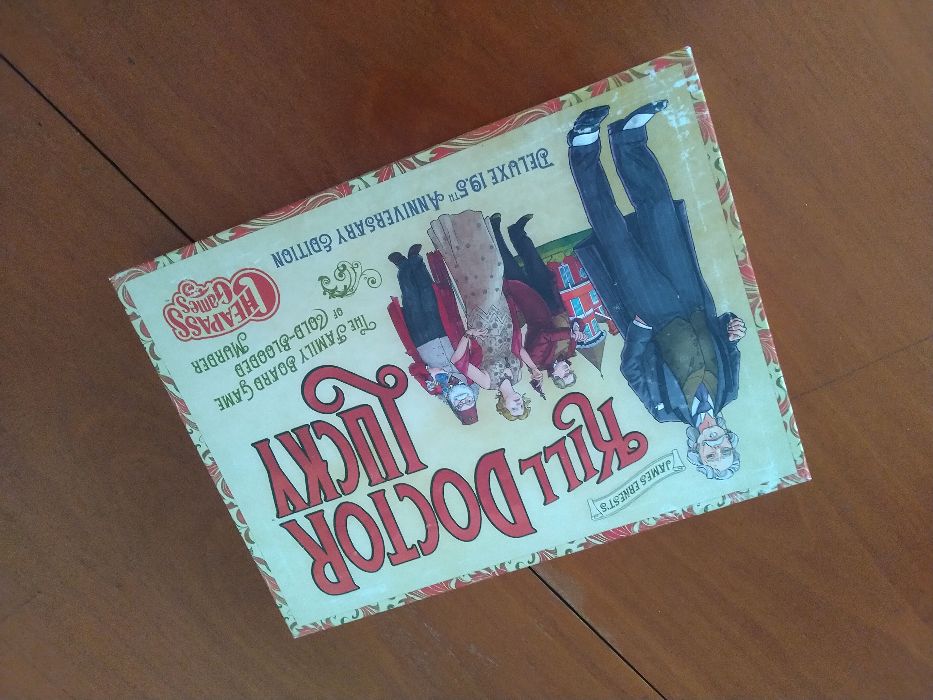 JAMES ERNEST'S
KILL DOCTOR
LUCKY
THE FAMILY BOARD GAME
OF COLD-BLOODED
MURDER
CHEAPASS
GAMES
DELUXE 19.5TH ANNIVERSARY EDITION